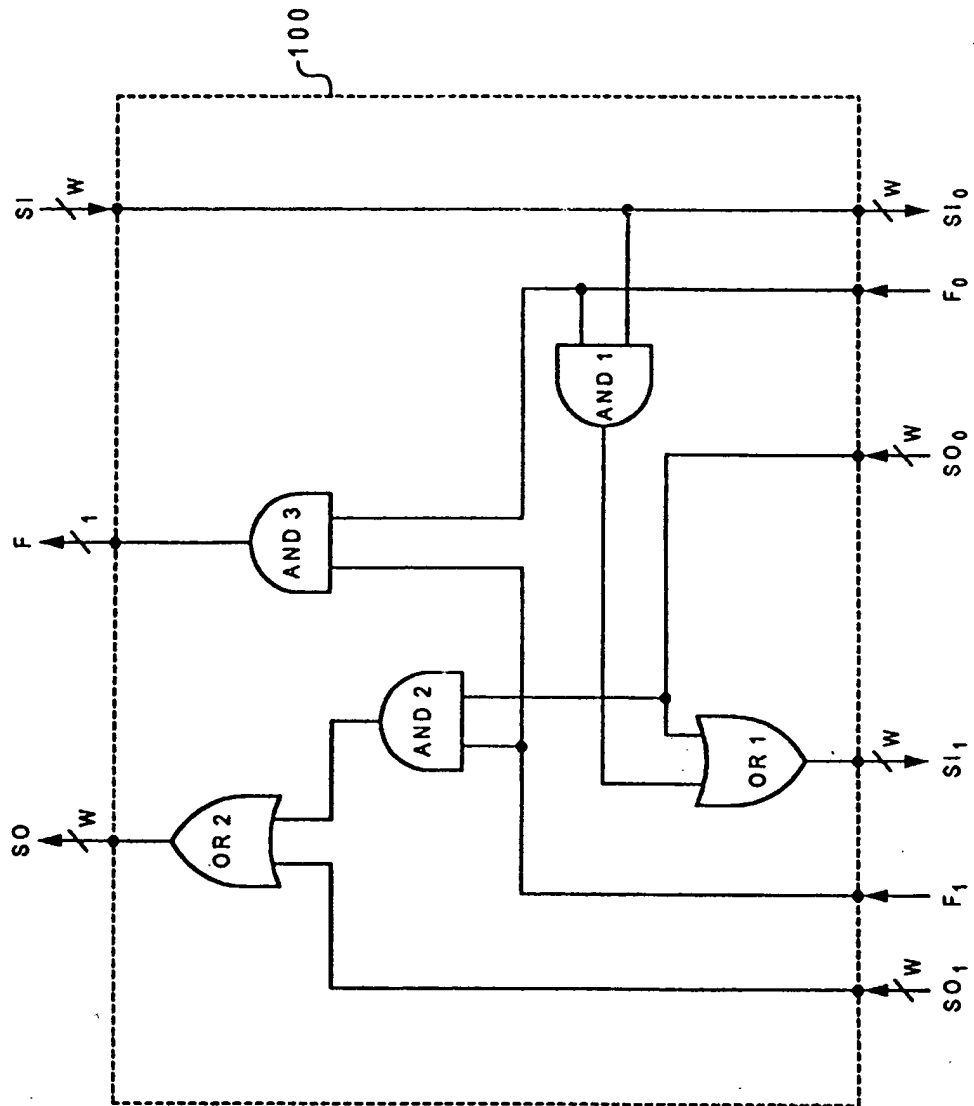 100
SO
W
F
1
SI
W
OR 2
AND 3
AND 2
AND 1
OR 1
W
SO₁
F₁
W
SI₁
W
SO₀
F₀
W
SI₀